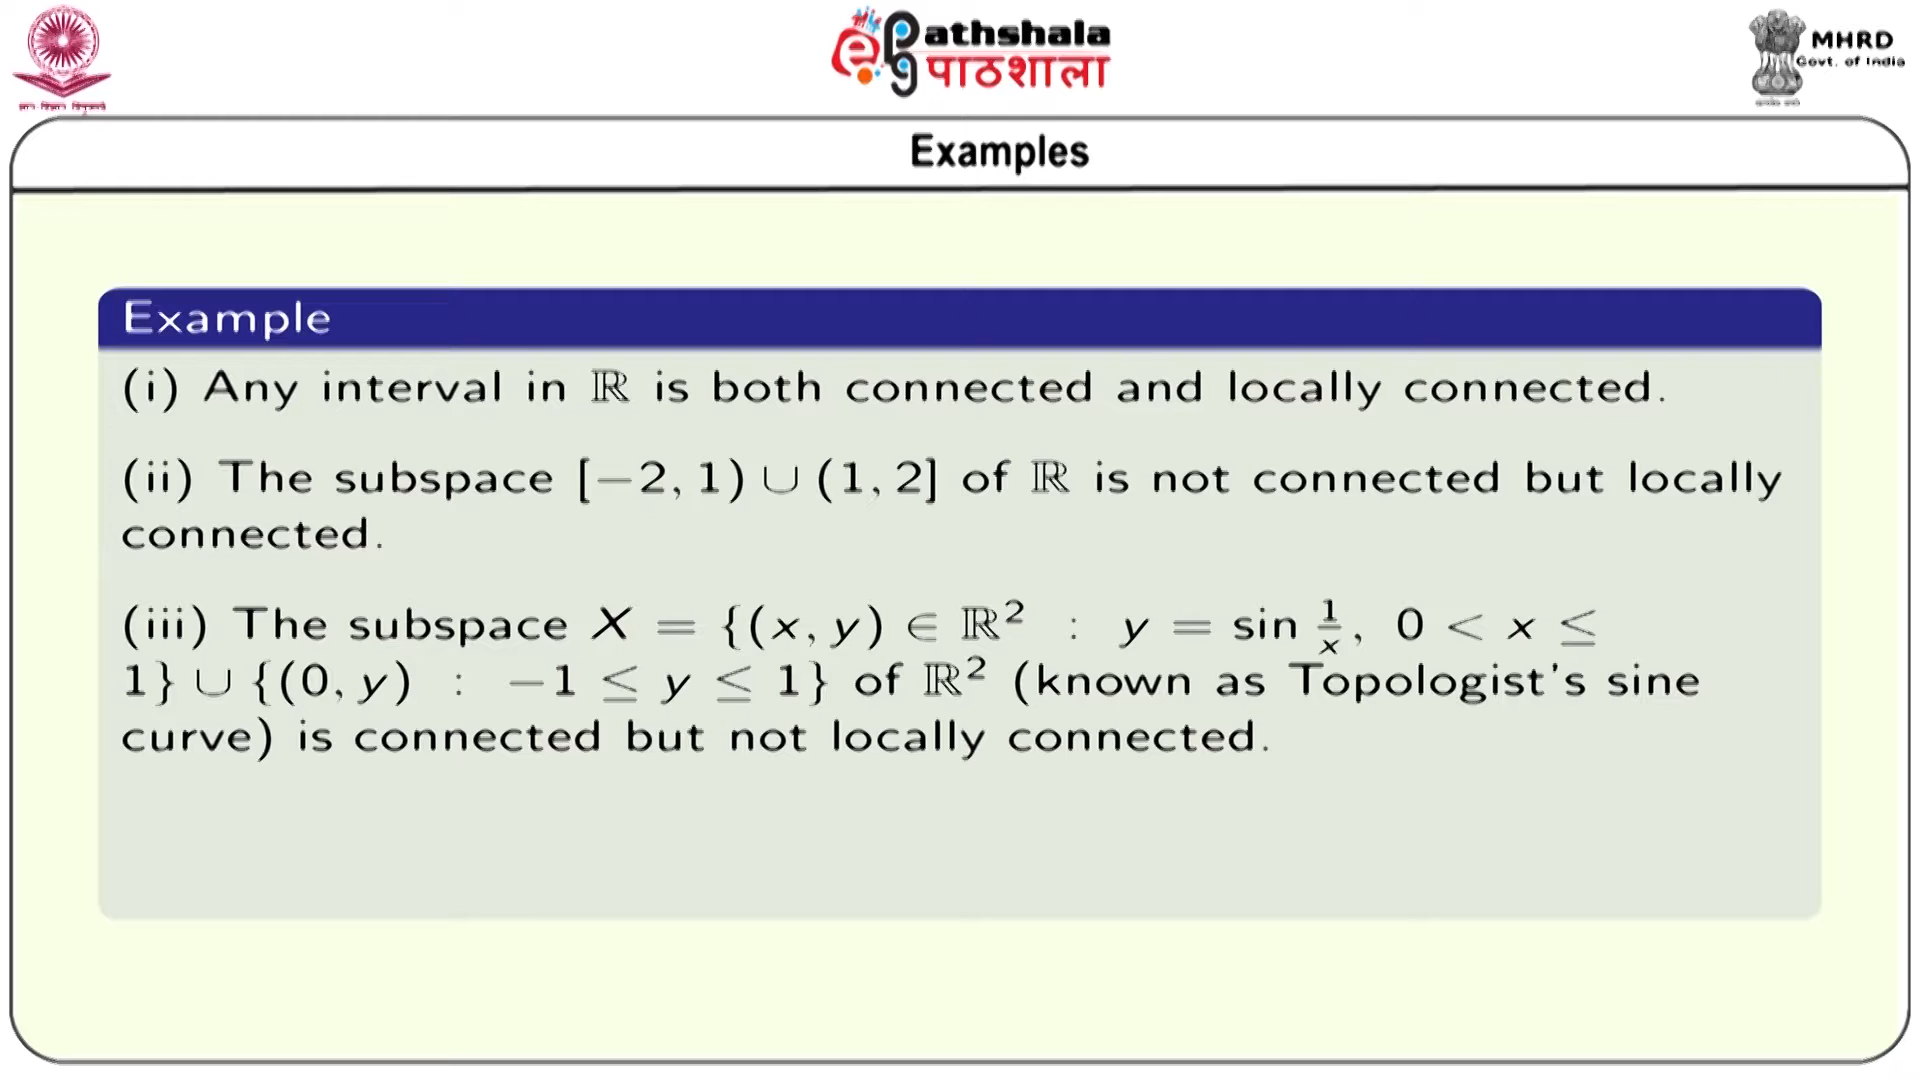 athshala
पाठशाला
MHRD
Govt. of India
Examples
Example
(i) Any interval in ℝ is both connected and locally connected.
(ii) The subspace [−2, 1) ∪ (1, 2] of ℝ is not connected but locally
connected.
(iii) The subspace X = {(x, y) ∈ ℝ² : y = sin 1/x, 0 < x ≤
1} ∪ {(0, y) : −1 ≤ y ≤ 1} of ℝ² (known as Topologist's sine
curve) is connected but not locally connected.